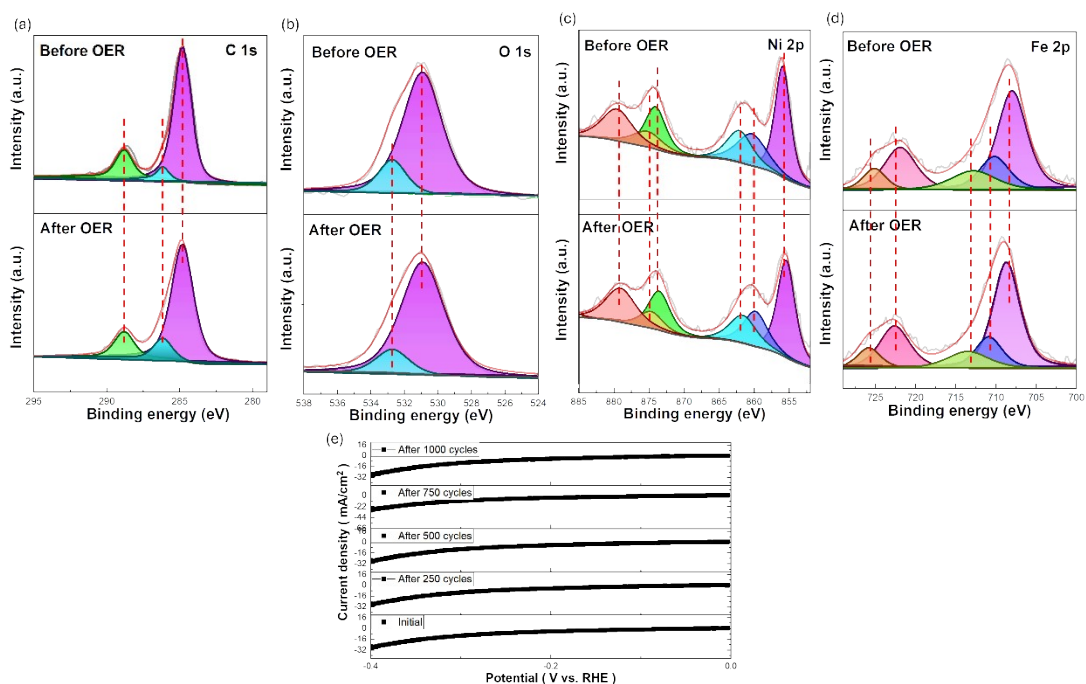 (a)
Before OER
C 1s
After OER
Intensity (a.u.)
Intensity (a.u.)
295
290
285
280
Binding energy (eV)
(b)
Before OER
O 1s
After OER
Intensity (a.u.)
Intensity (a.u.)
538
536
534
532
530
528
526
524
Binding energy (eV)
(c)
Before OER
Ni 2p
After OER
Intensity (a.u.)
Intensity (a.u.)
885
880
875
870
865
860
855
Binding energy (eV)
(d)
Before OER
Fe 2p
After OER
Intensity (a.u.)
Intensity (a.u.)
725
720
715
710
705
700
Binding energy (eV)
(e)
Current density ( mA/cm²)
16
0
-16
-32
After 1000 cycles
0
-22
-44
-66
After 750 cycles
16
0
-16
-32
After 500 cycles
16
0
-16
-32
After 250 cycles
16
0
-16
-32
Initial
-0.4
-0.2
0.0
Potential ( V vs. RHE )